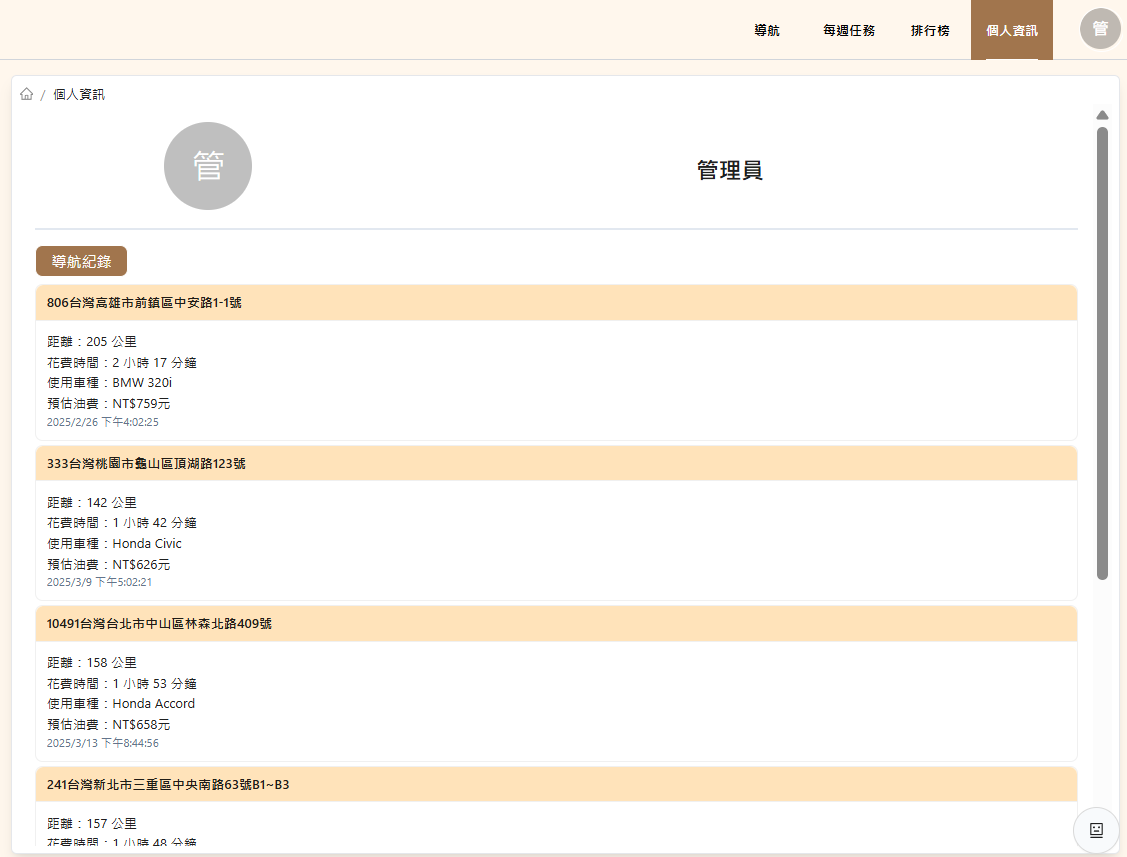 導航
每週任務
排行榜
個人資訊
管
/ 個人資訊
管
管理員
導航紀錄
806台灣高雄市前鎮區中安路1-1號
距離：205 公里
花費時間：2 小時 17 分鐘
使用車種：BMW 320i
預估油費：NT$759元
2025/2/26 下午4:02:25
333台灣桃園市龜山區頂湖路123號
距離：142 公里
花費時間：1 小時 42 分鐘
使用車種：Honda Civic
預估油費：NT$626元
2025/3/9 下午5:02:21
10491台灣台北市中山區林森北路409號
距離：158 公里
花費時間：1 小時 53 分鐘
使用車種：Honda Accord
預估油費：NT$658元
2025/3/13 下午8:44:56
241台灣新北市三重區中央南路63號B1~B3
距離：157 公里
花費時間：1 小時 48 分鐘